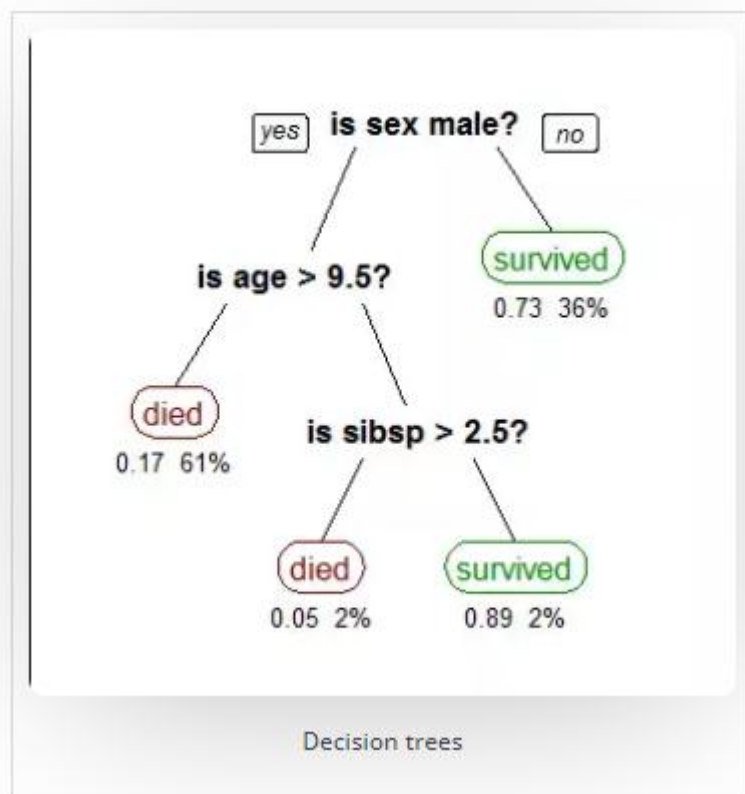 yes is sex male? no
survived
0.73 36%
is age > 9.5?
died
0.17 61%
is sibsp > 2.5?
died survived
0.05 2% 0.89 2%
Decision trees